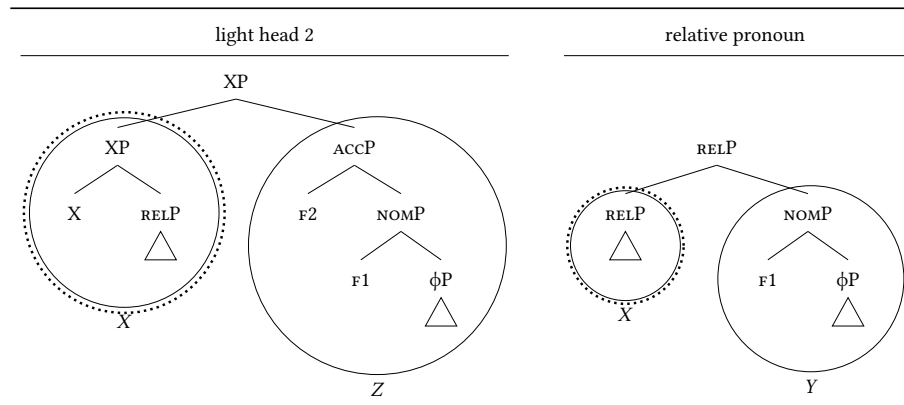 light head 2 relative pronoun
XP
XP ACCP RELP
X RELP F2 NOMP RELP NOMP
F1 ϕP F1 ϕP
X X
Z Y